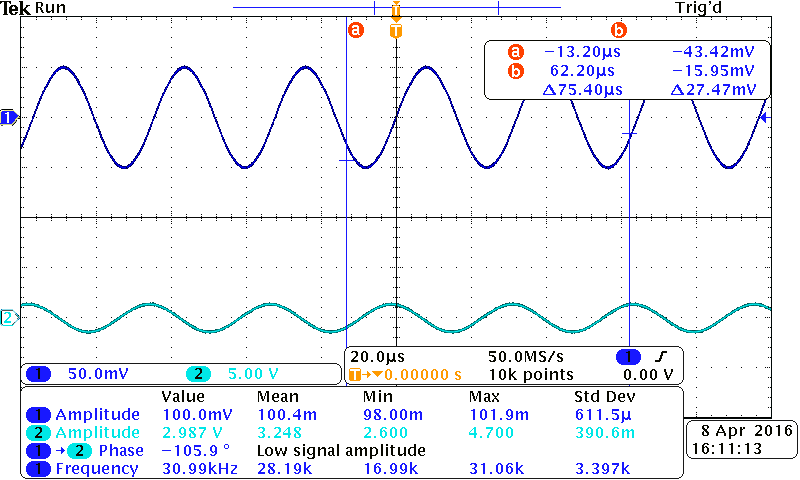 Tek Run Trig'd
T
a b
T
a −13.20μs −43.42mV
b 62.20μs −15.95mV
Δ75.40μs Δ27.47mV
1
2
1 50.0mV 2 5.00 V
20.0μs 50.0MS/s 1
T→▼0.00000 s 10k points 0.00 V
Value Mean Min Max Std Dev
1 Amplitude 100.0mV 100.4m 98.00m 101.9m 611.5μ
2 Amplitude 2.987 V 3.248 2.600 4.700 390.6m
1 → 2 Phase −105.9 ° Low signal amplitude
1 Frequency 30.99kHz 28.19k 16.99k 31.06k 3.397k
8 Apr 2016
16:11:13